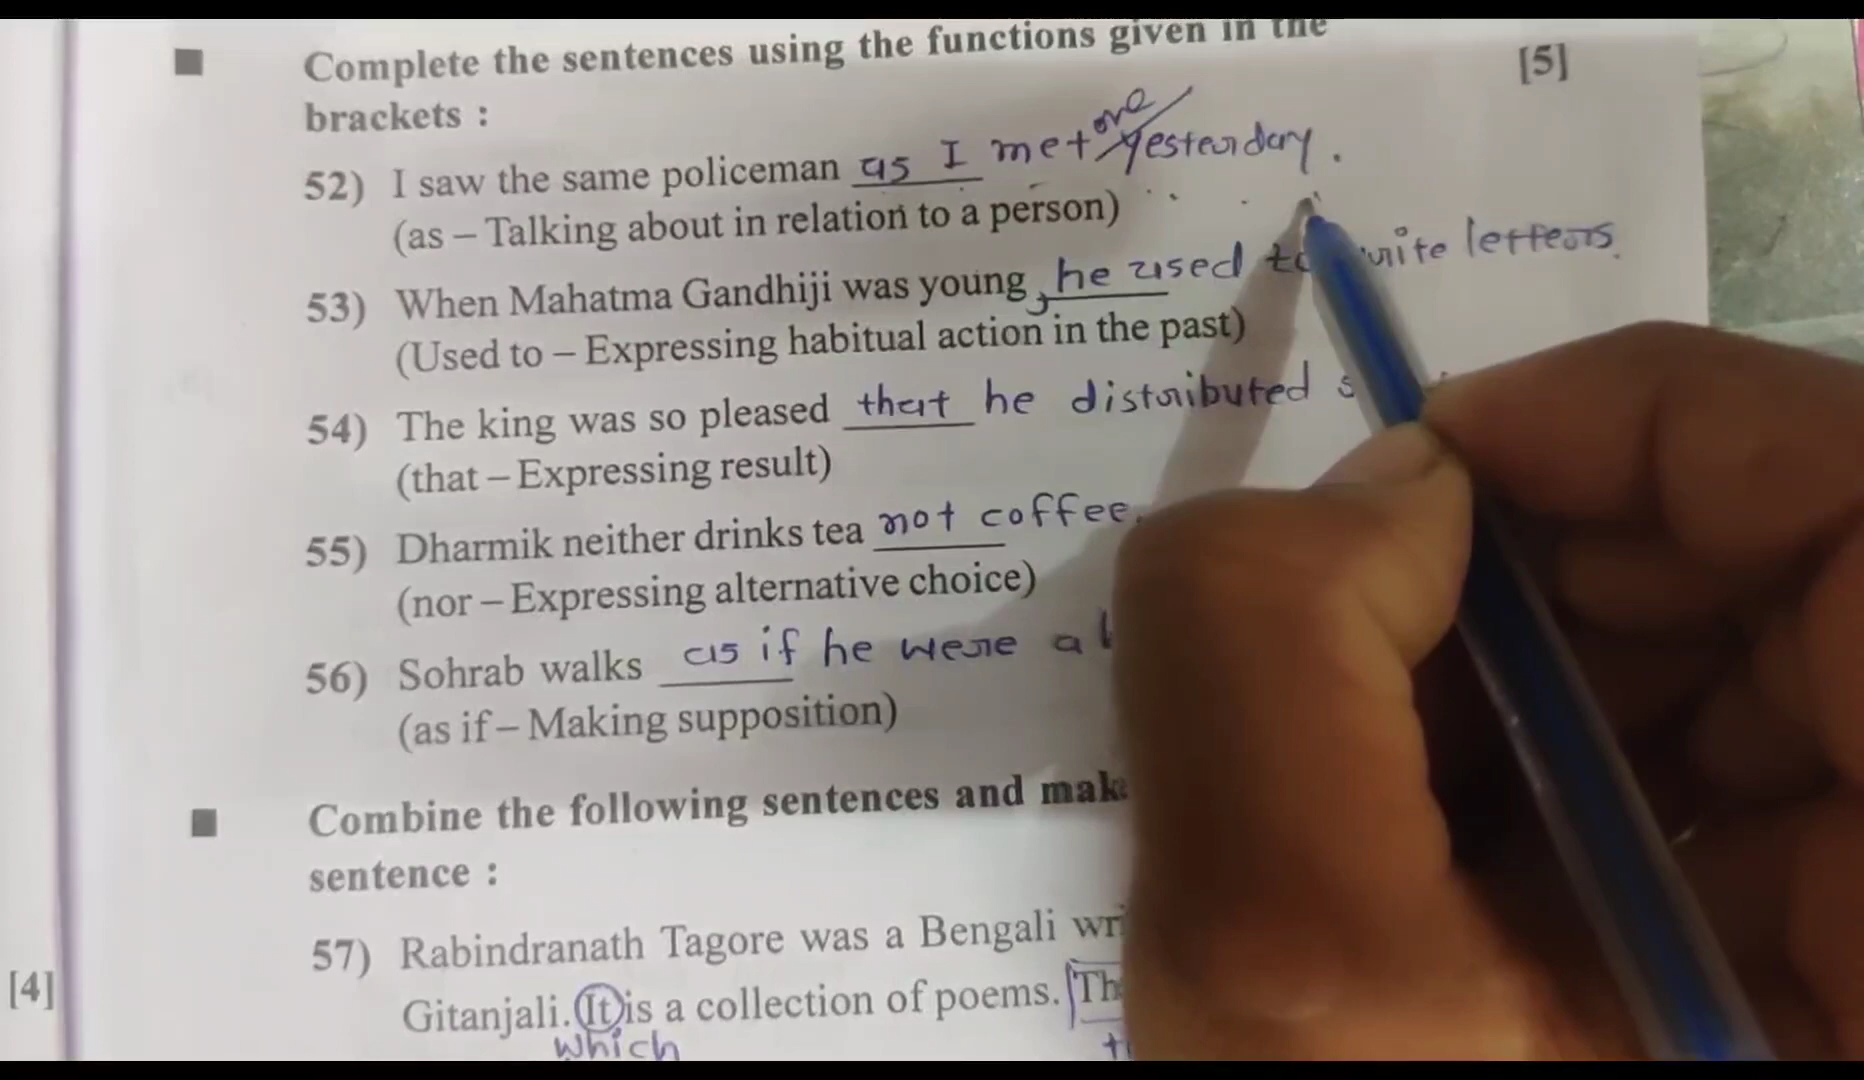 Complete the sentences using the functions given in the
[5]
brackets :
one
52) I saw the same policeman as I met yesterday.
(as – Talking about in relation to a person)
53) When Mahatma Gandhiji was young, he used to write letters.
(Used to – Expressing habitual action in the past)
54) The king was so pleased that he distributed
(that – Expressing result)
55) Dharmik neither drinks tea not coffee.
(nor – Expressing alternative choice)
56) Sohrab walks as if he were a
(as if – Making supposition)
Combine the following sentences and make
sentence :
57) Rabindranath Tagore was a Bengali
[4]
Gitanjali. It is a collection of poems.
which